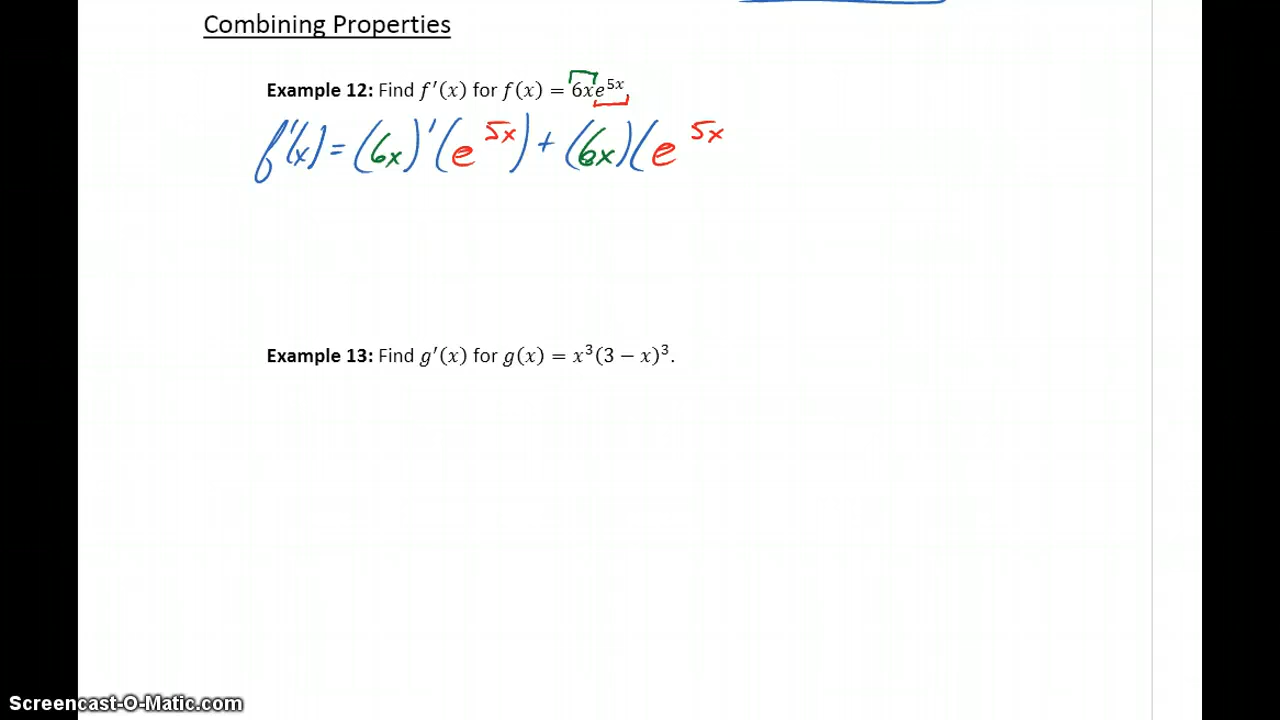 Combining Properties
Example 12: Find f′(x) for f(x) = 6xe^{5x}
f′(x) = (6x)′(e^{5x}) + (6x)(e^{5x}
Example 13: Find g′(x) for g(x) = x³(3 − x)³.
Screencast-O-Matic.com